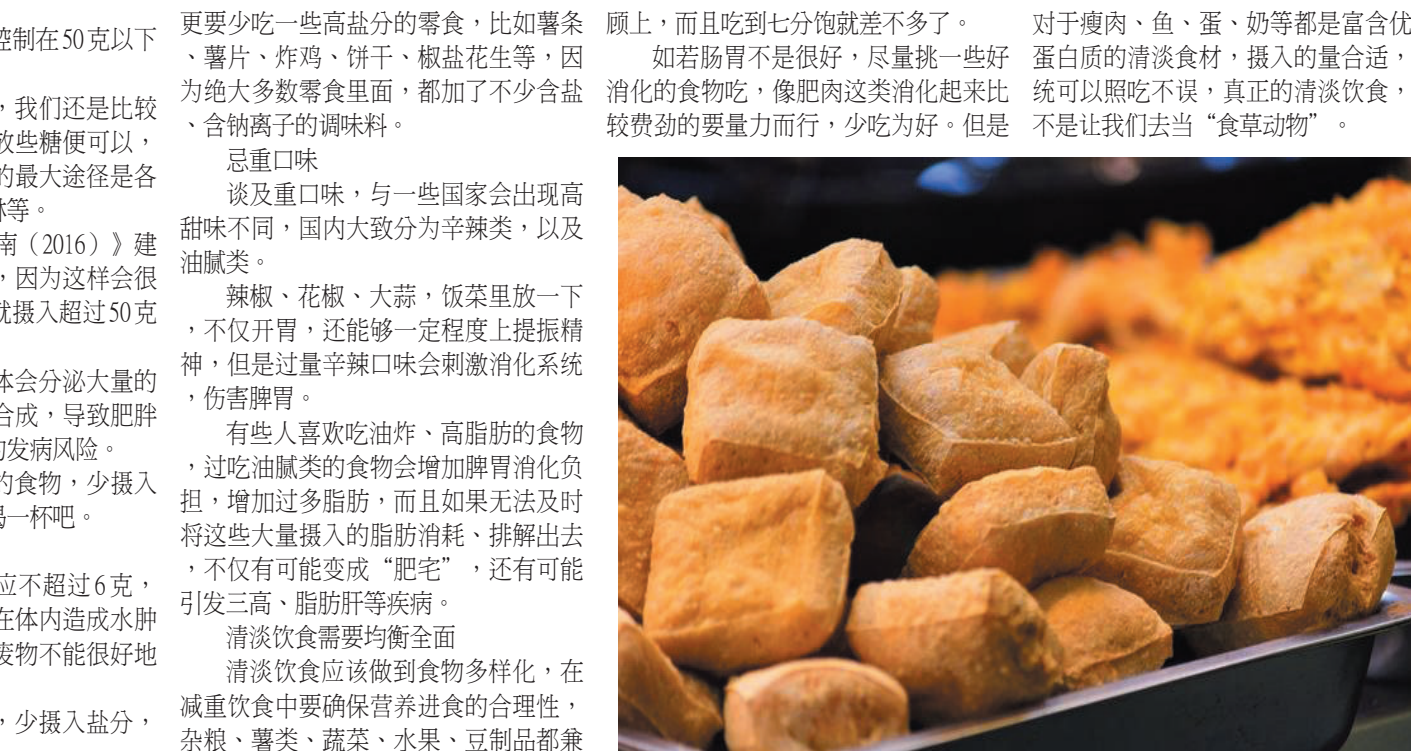 控制在50克以下
，我们还是比较
放些糖便可以，
的最大途径是各
淋等。
南（2016）》建
，因为这样会很
就摄入超过50克
体会分泌大量的
合成，导致肥胖
的发病风险。
的食物，少摄入
喝一杯吧。
应不超过6克，
在体内造成水肿
废物不能很好地
，少摄入盐分，
更要少吃一些高盐分的零食，比如薯条
、薯片、炸鸡、饼干、椒盐花生等，因
为绝大多数零食里面，都加了不少含盐
、含钠离子的调味料。
忌重口味
谈及重口味，与一些国家会出现高
甜味不同，国内大致分为辛辣类，以及
油腻类。
辣椒、花椒、大蒜，饭菜里放一下
，不仅开胃，还能够一定程度上提振精
神，但是过量辛辣口味会刺激消化系统
，伤害脾胃。
有些人喜欢吃油炸、高脂肪的食物
，过吃油腻类的食物会增加脾胃消化负
担，增加过多脂肪，而且如果无法及时
将这些大量摄入的脂肪消耗、排解出去
，不仅有可能变成“肥宅”，还有可能
引发三高、脂肪肝等疾病。
清淡饮食需要均衡全面
清淡饮食应该做到食物多样化，在
减重饮食中要确保营养进食的合理性，
杂粮、薯类、蔬菜、水果、豆制品都兼
顾上，而且吃到七分饱就差不多了。
如若肠胃不是很好，尽量挑一些好
消化的食物吃，像肥肉这类消化起来比
较费劲的要量力而行，少吃为好。但是
对于瘦肉、鱼、蛋、奶等都是富含优
蛋白质的清淡食材，摄入的量合适，
统可以照吃不误，真正的清淡饮食，
不是让我们去当“食草动物”。